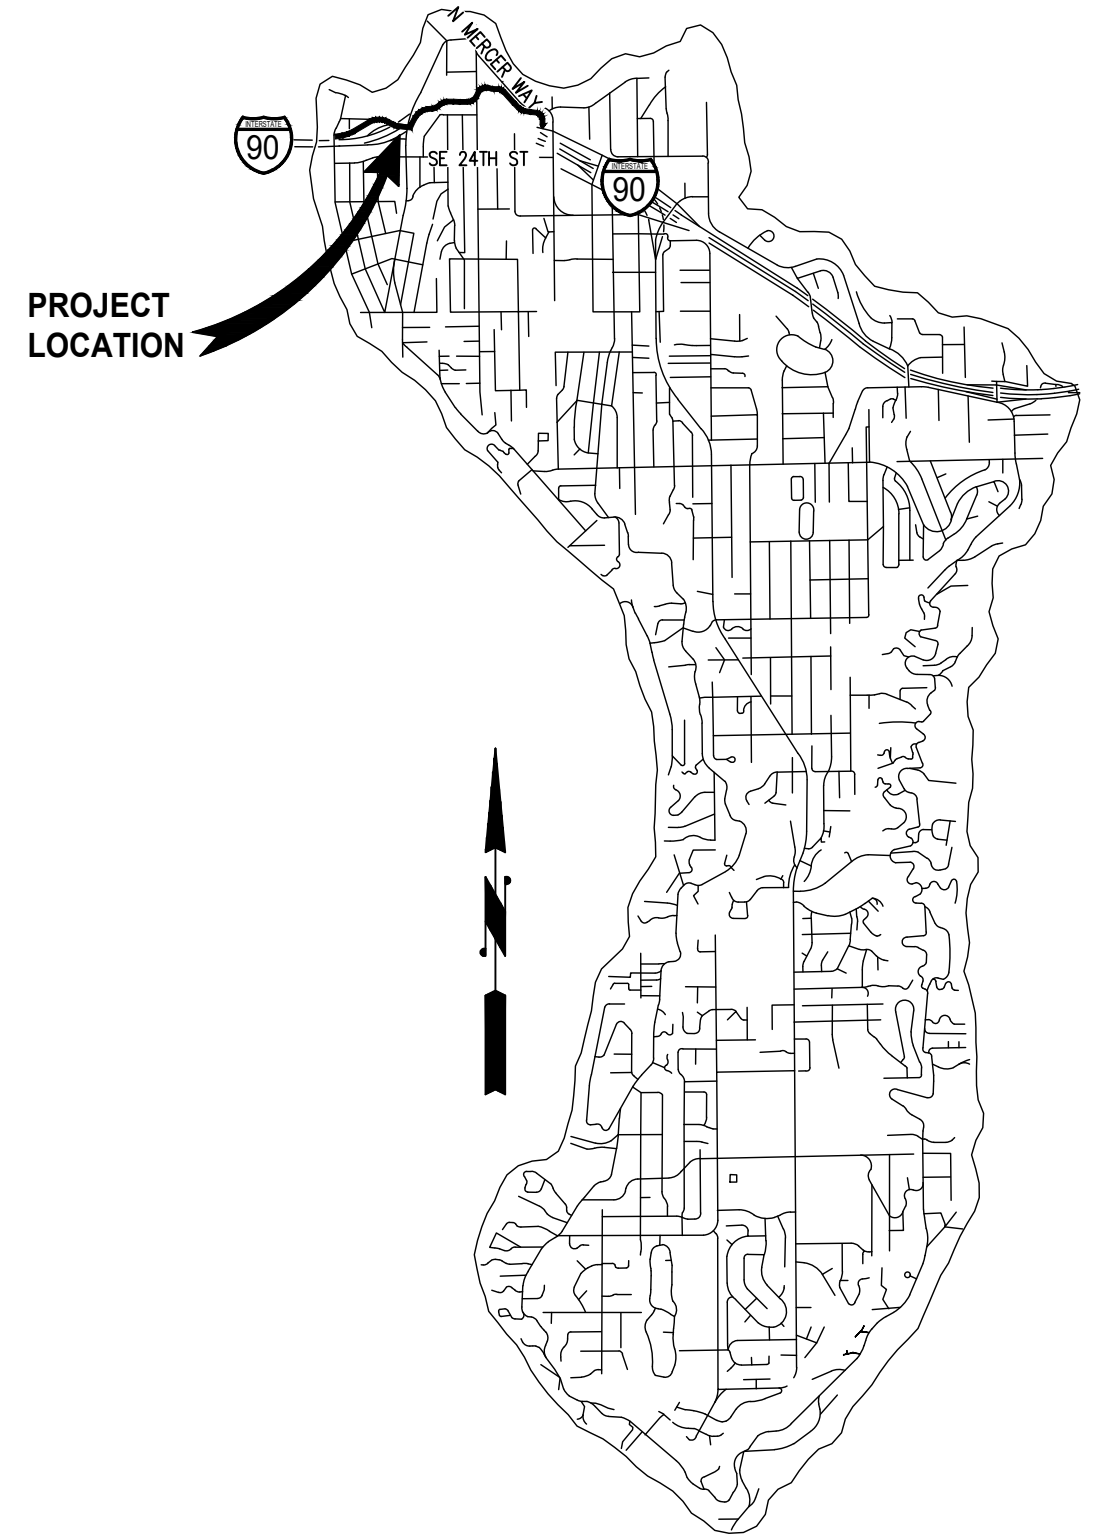 N MERCER WAY
INTERSTATE
90
SE 24TH ST
INTERSTATE
90
PROJECT
LOCATION
N